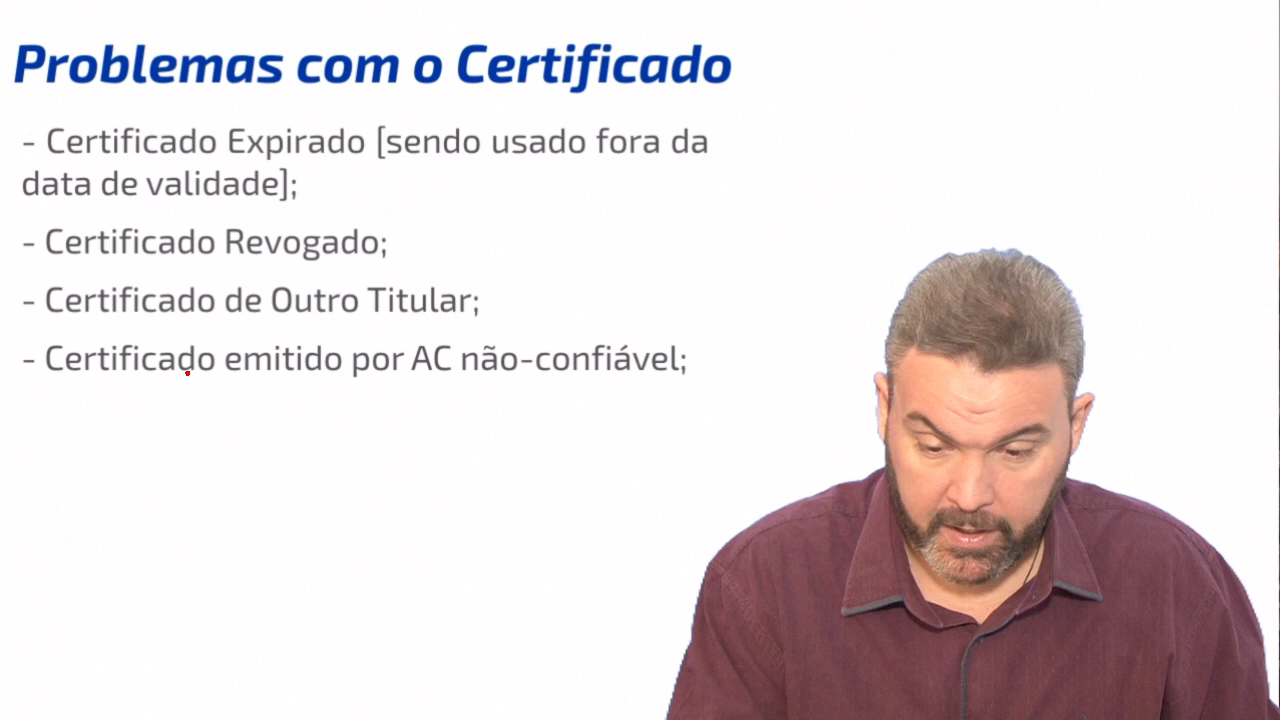 Problemas com o Certificado
- Certificado Expirado [sendo usado fora da
data de validade];
- Certificado Revogado;
- Certificado de Outro Titular;
- Certificado emitido por AC não-confiável;